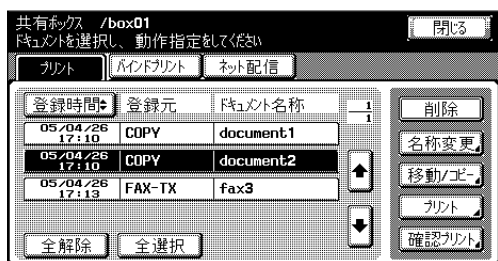 共有ボックス /box01
ドキュメントを選択し、動作指定をしてください
閉じる
プリント バインドプリント ネット配信
登録時間 登録元 ドキュメント名称 1/1
05/04/26 17:10 COPY document1
05/04/26 17:10 COPY document2
05/04/26 17:13 FAX-TX fax3
全解除 全選択
削除
名称変更
移動/コピー
プリント
確認プリント